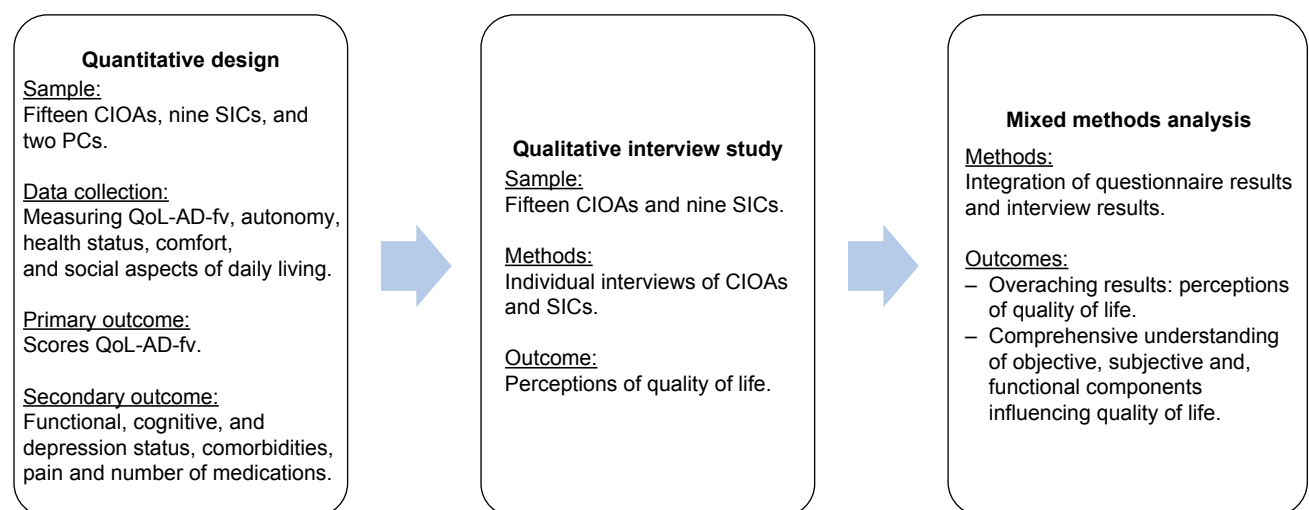 Quantitative design
Sample:
Fifteen CIOAs, nine SICs, and
two PCs.
Data collection:
Measuring QoL-AD-fv, autonomy,
health status, comfort,
and social aspects of daily living.
Primary outcome:
Scores QoL-AD-fv.
Secondary outcome:
Functional, cognitive, and
depression status, comorbidities,
pain and number of medications.
Qualitative interview study
Sample:
Fifteen CIOAs and nine SICs.
Methods:
Individual interviews of CIOAs
and SICs.
Outcome:
Perceptions of quality of life.
Mixed methods analysis
Methods:
Integration of questionnaire results
and interview results.
Outcomes:
– Overaching results: perceptions
of quality of life.
– Comprehensive understanding
of objective, subjective and,
functional components
influencing quality of life.